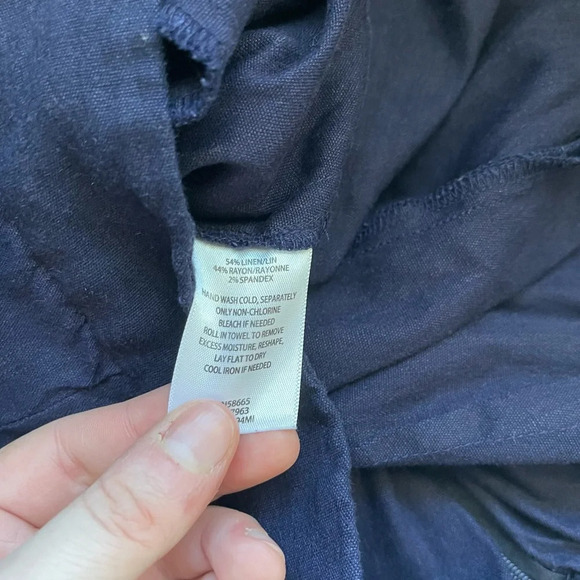 54% LINEN/LIN
44% RAYON/RAYONNE
2% SPANDEX
HAND WASH COLD, SEPARATELY
ONLY NON-CHLORINE
BLEACH IF NEEDED
ROLL IN TOWEL TO REMOVE
EXCESS MOISTURE, RESHAPE,
LAY FLAT TO DRY
COOL IRON IF NEEDED